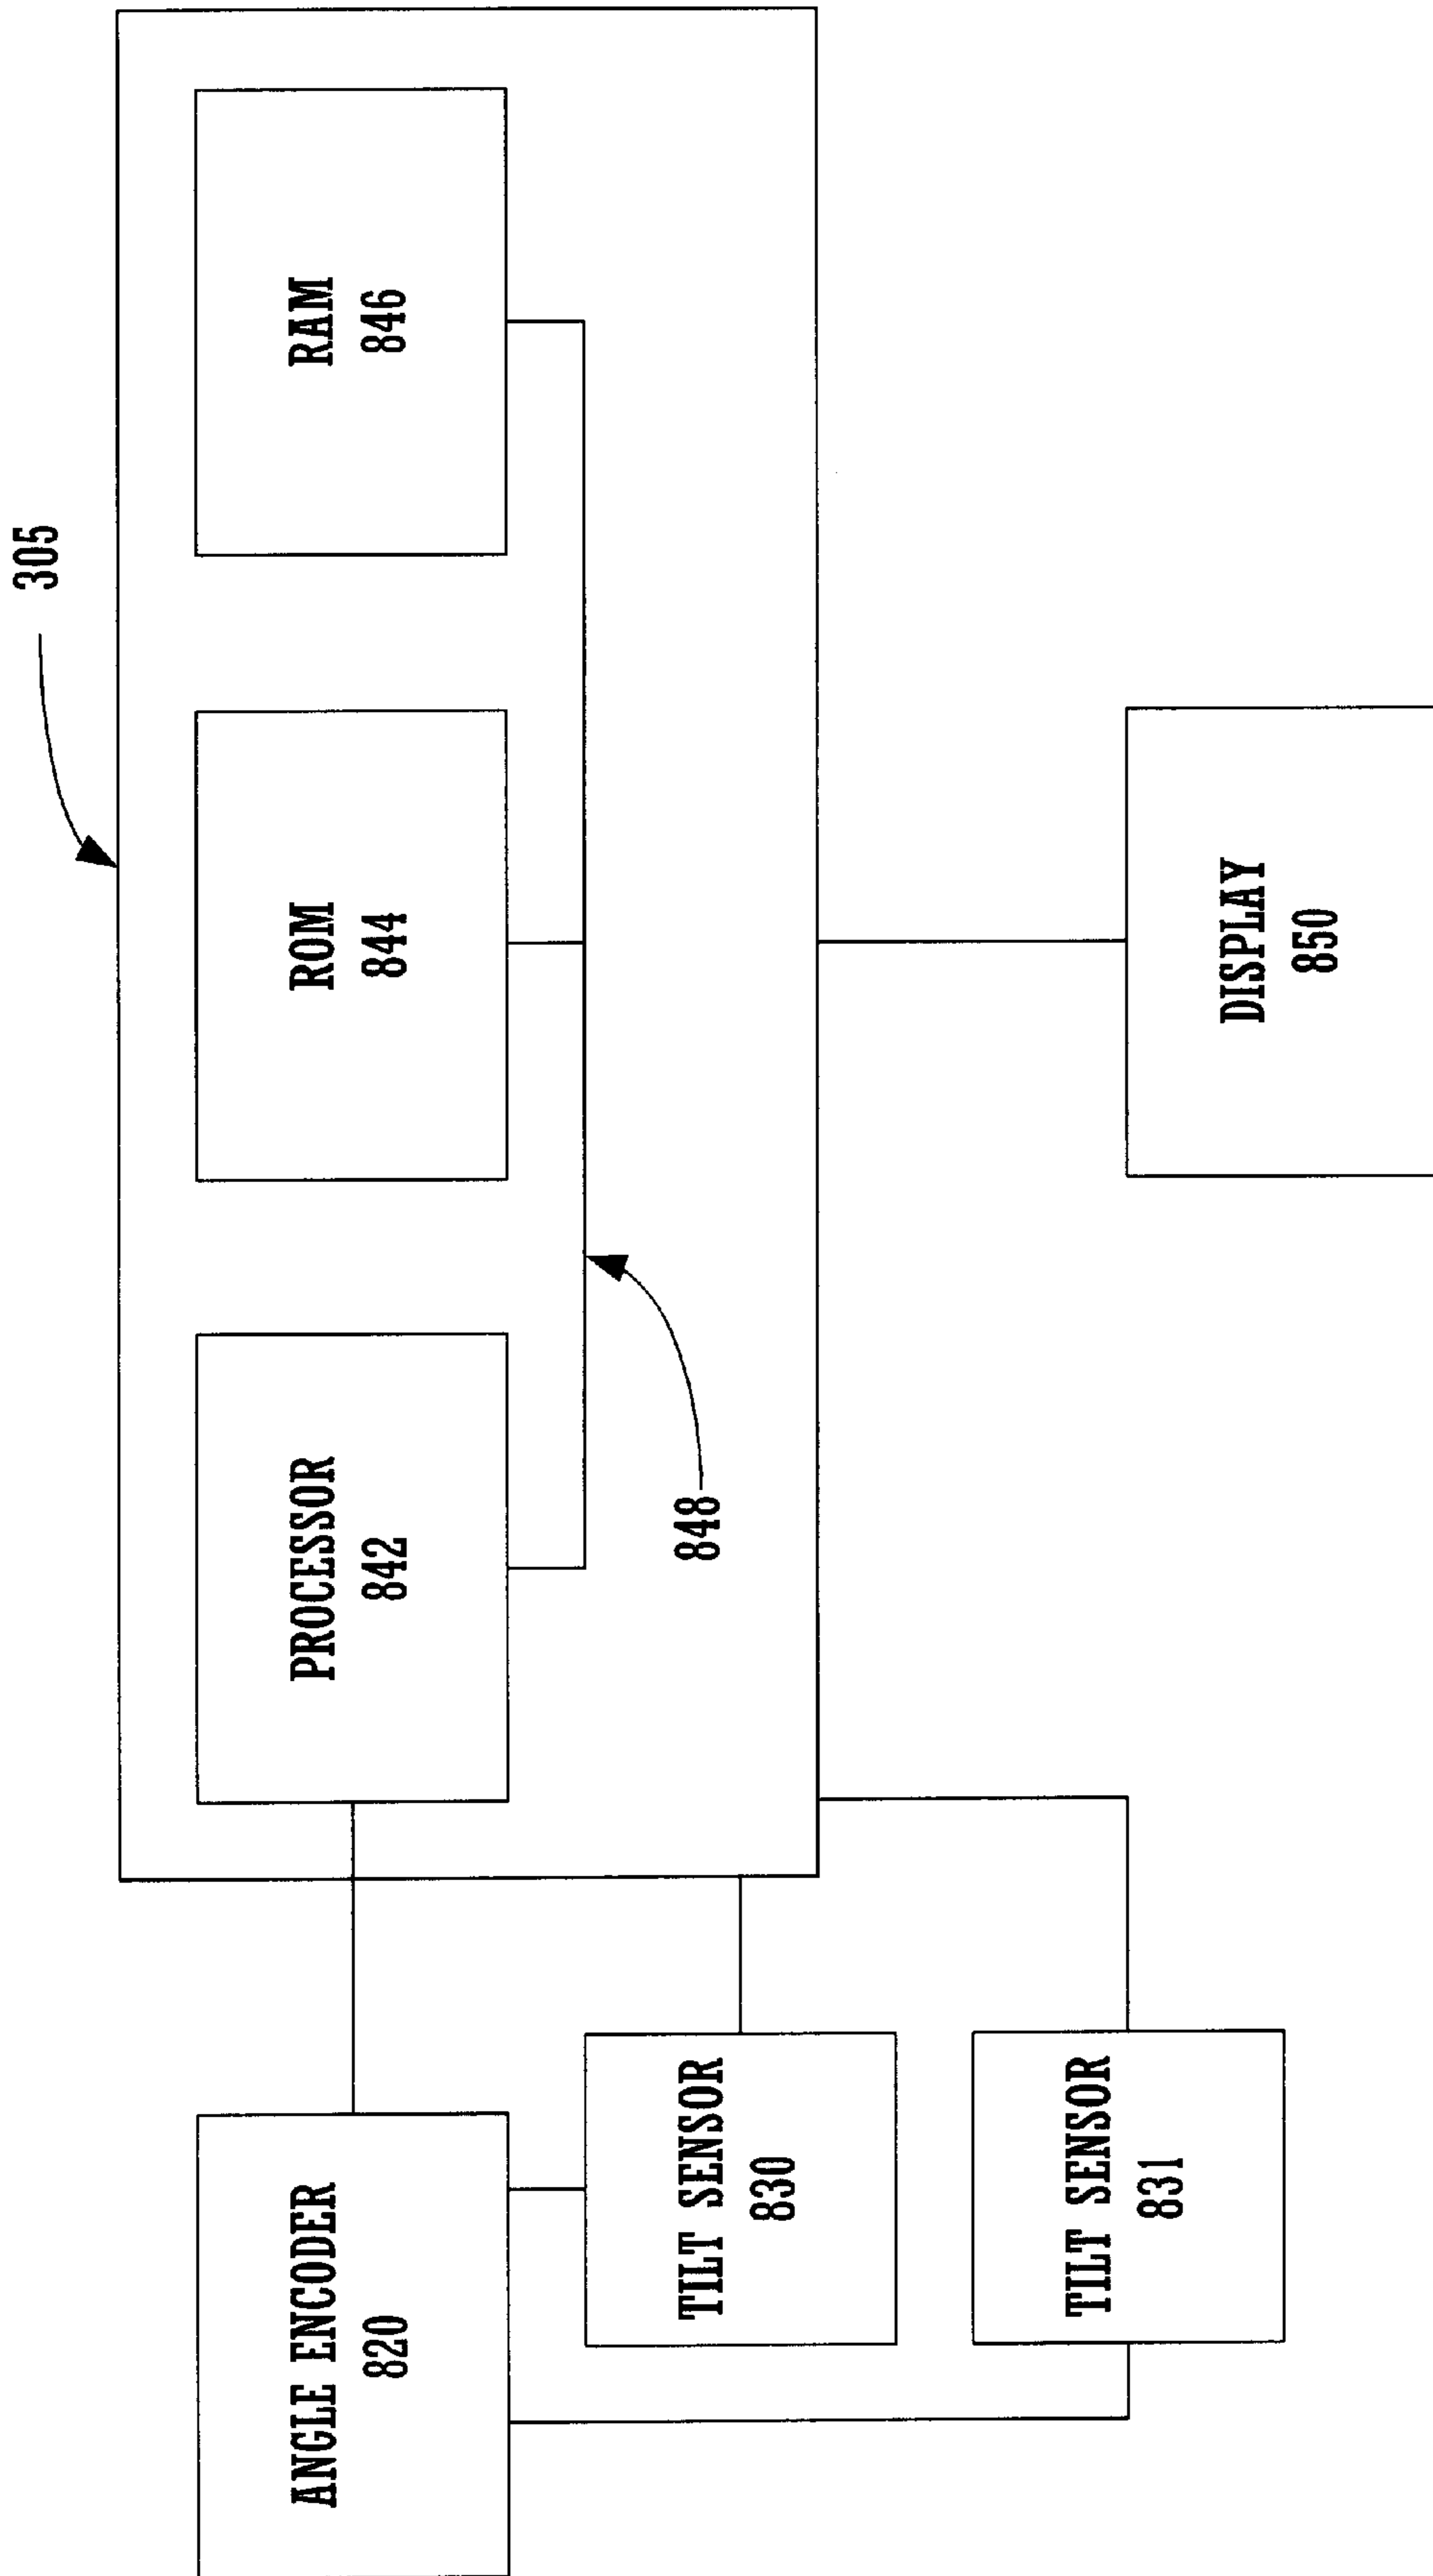 305
ANGLE ENCODER
820
PROCESSOR
842
ROM
844
RAM
846
848
TILT SENSOR
830
TILT SENSOR
831
DISPLAY
850